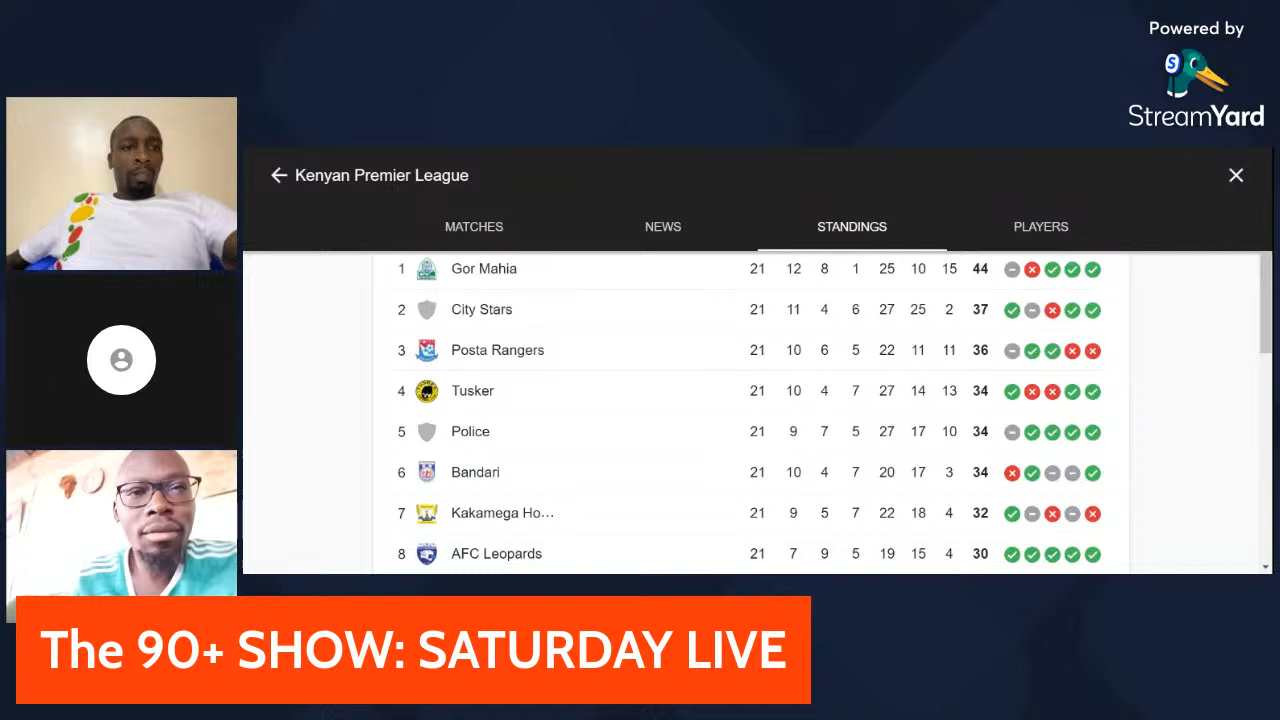 Powered by
StreamYard
Kenyan Premier League
MATCHES NEWS STANDINGS PLAYERS
1 Gor Mahia 21 12 8 1 25 10 15 44
2 City Stars 21 11 4 6 27 25 2 37
3 Posta Rangers 21 10 6 5 22 11 11 36
4 Tusker 21 10 4 7 27 14 13 34
5 Police 21 9 7 5 27 17 10 34
6 Bandari 21 10 4 7 20 17 3 34
7 Kakamega Ho... 21 9 5 7 22 18 4 32
8 AFC Leopards 21 7 9 5 19 15 4 30
The 90+ SHOW: SATURDAY LIVE